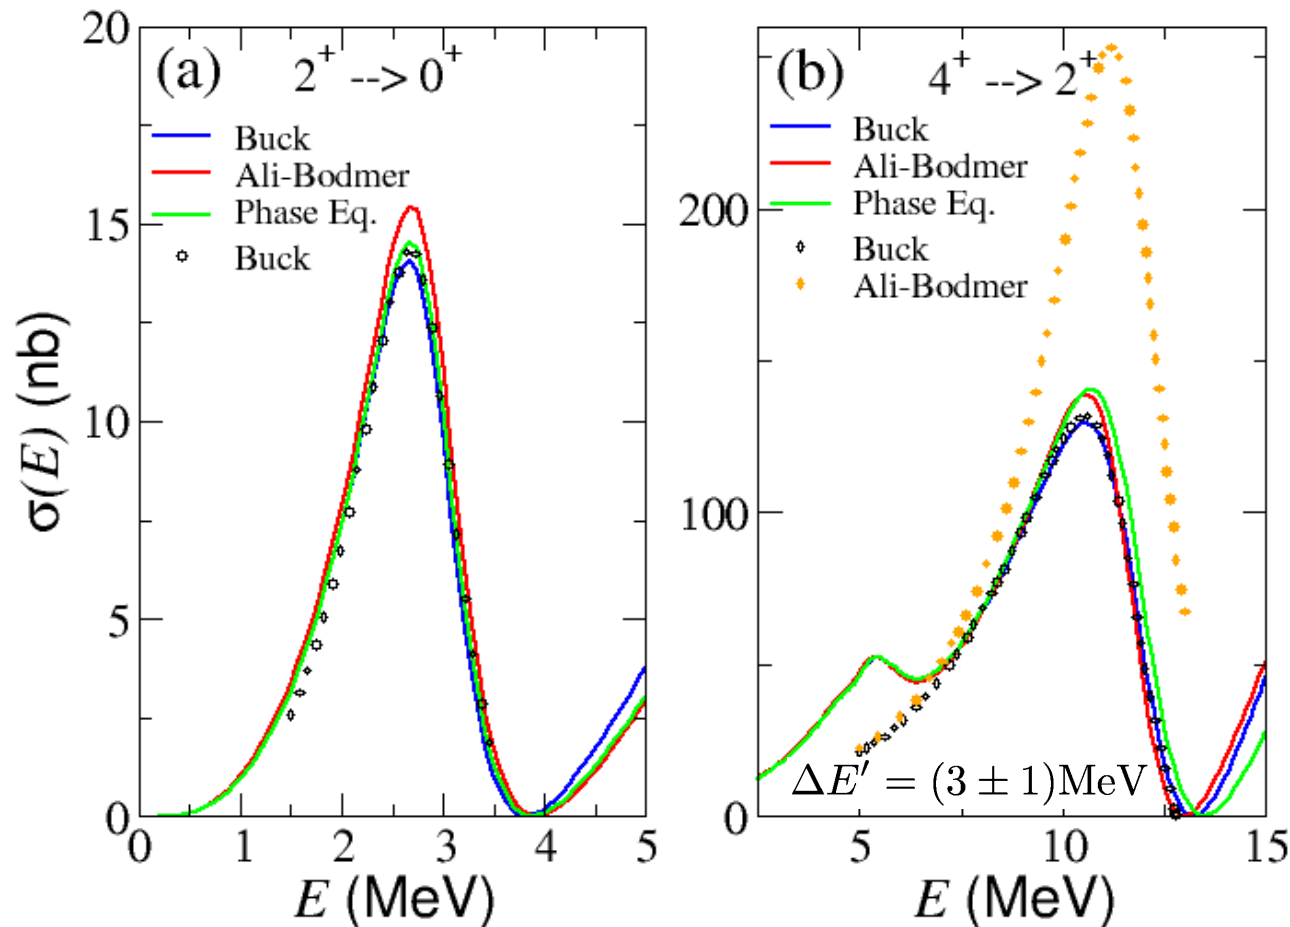 (a) 2⁺ --> 0⁺
Buck
Ali-Bodmer
Phase Eq.
Buck
20
15
10
5
0
σ(E) (nb)
0 1 2 3 4 5
E (MeV)
(b) 4⁺ --> 2⁺
Buck
Ali-Bodmer
Phase Eq.
Buck
Ali-Bodmer
200
100
0
ΔE′ = (3 ± 1)MeV
5 10 15
E (MeV)